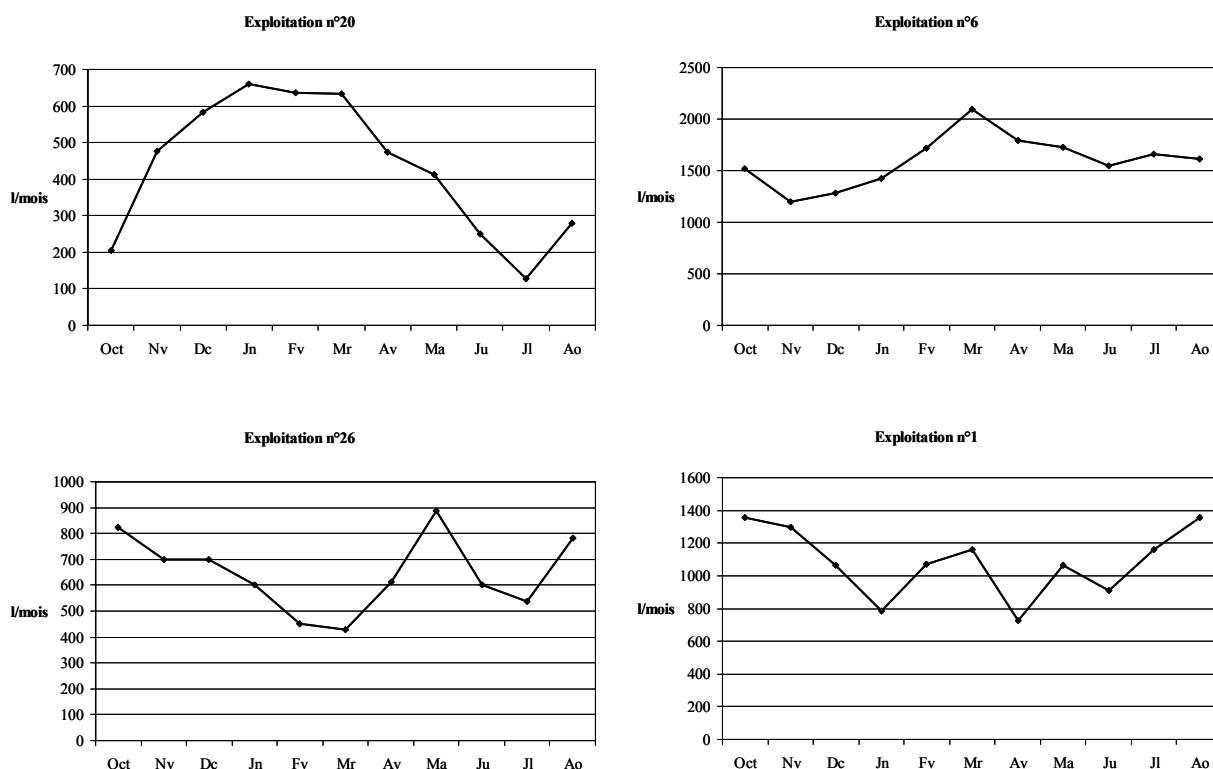 Exploitation n°20
700
600
500
400
l/mois
300
200
100
0
Oct Nv Dc Jn Fv Mr Av Ma Ju Jl Ao
Exploitation n°6
2500
2000
1500
l/mois
1000
500
0
Oct Nv Dc Jn Fv Mr Av Ma Ju Jl Ao
Exploitation n°26
1000
900
800
700
600
l/mois
500
400
300
200
100
0
Oct Nv Dc Jn Fv Mr Av Ma Ju Jl Ao
Exploitation n°1
1600
1400
1200
1000
l/mois
800
600
400
200
0
Oct Nv Dc Jn Fv Mr Av Ma Ju Jl Ao